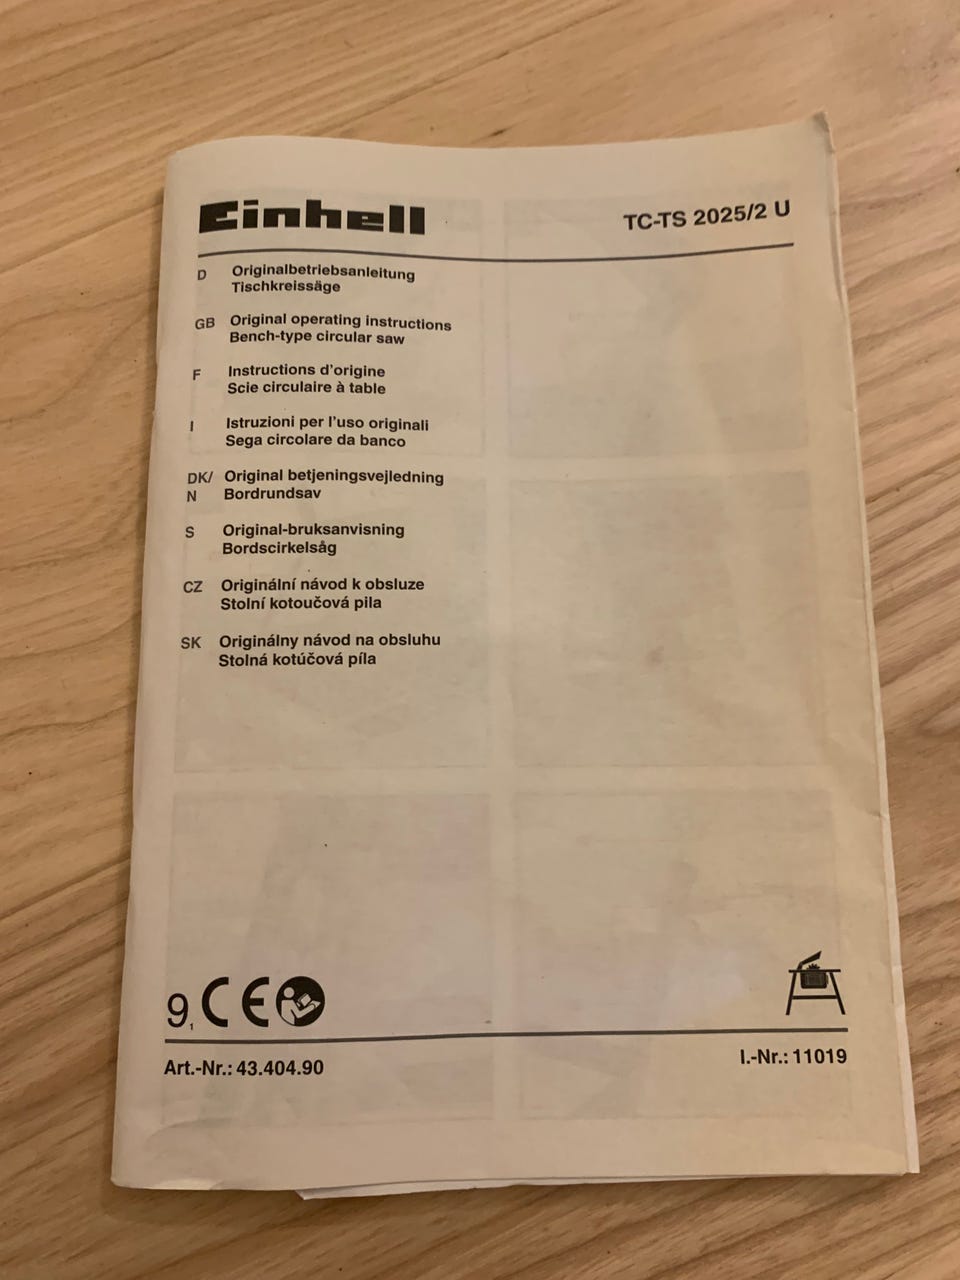 Einhell
TC-TS 2025/2 U
D Originalbetriebsanleitung
Tischkreissäge
GB Original operating instructions
Bench-type circular saw
F Instructions d'origine
Scie circulaire à table
I Istruzioni per l'uso originali
Sega circolare da banco
DK/ Original betjeningsvejledning
N Bordrundsav
S Original-bruksanvisning
Bordscirkelsåg
CZ Originální návod k obsluze
Stolní kotoučová pila
SK Originálny návod na obsluhu
Stolná kotúčová píla
9, 1 CE
Art.-Nr.: 43.404.90
I.-Nr.: 11019